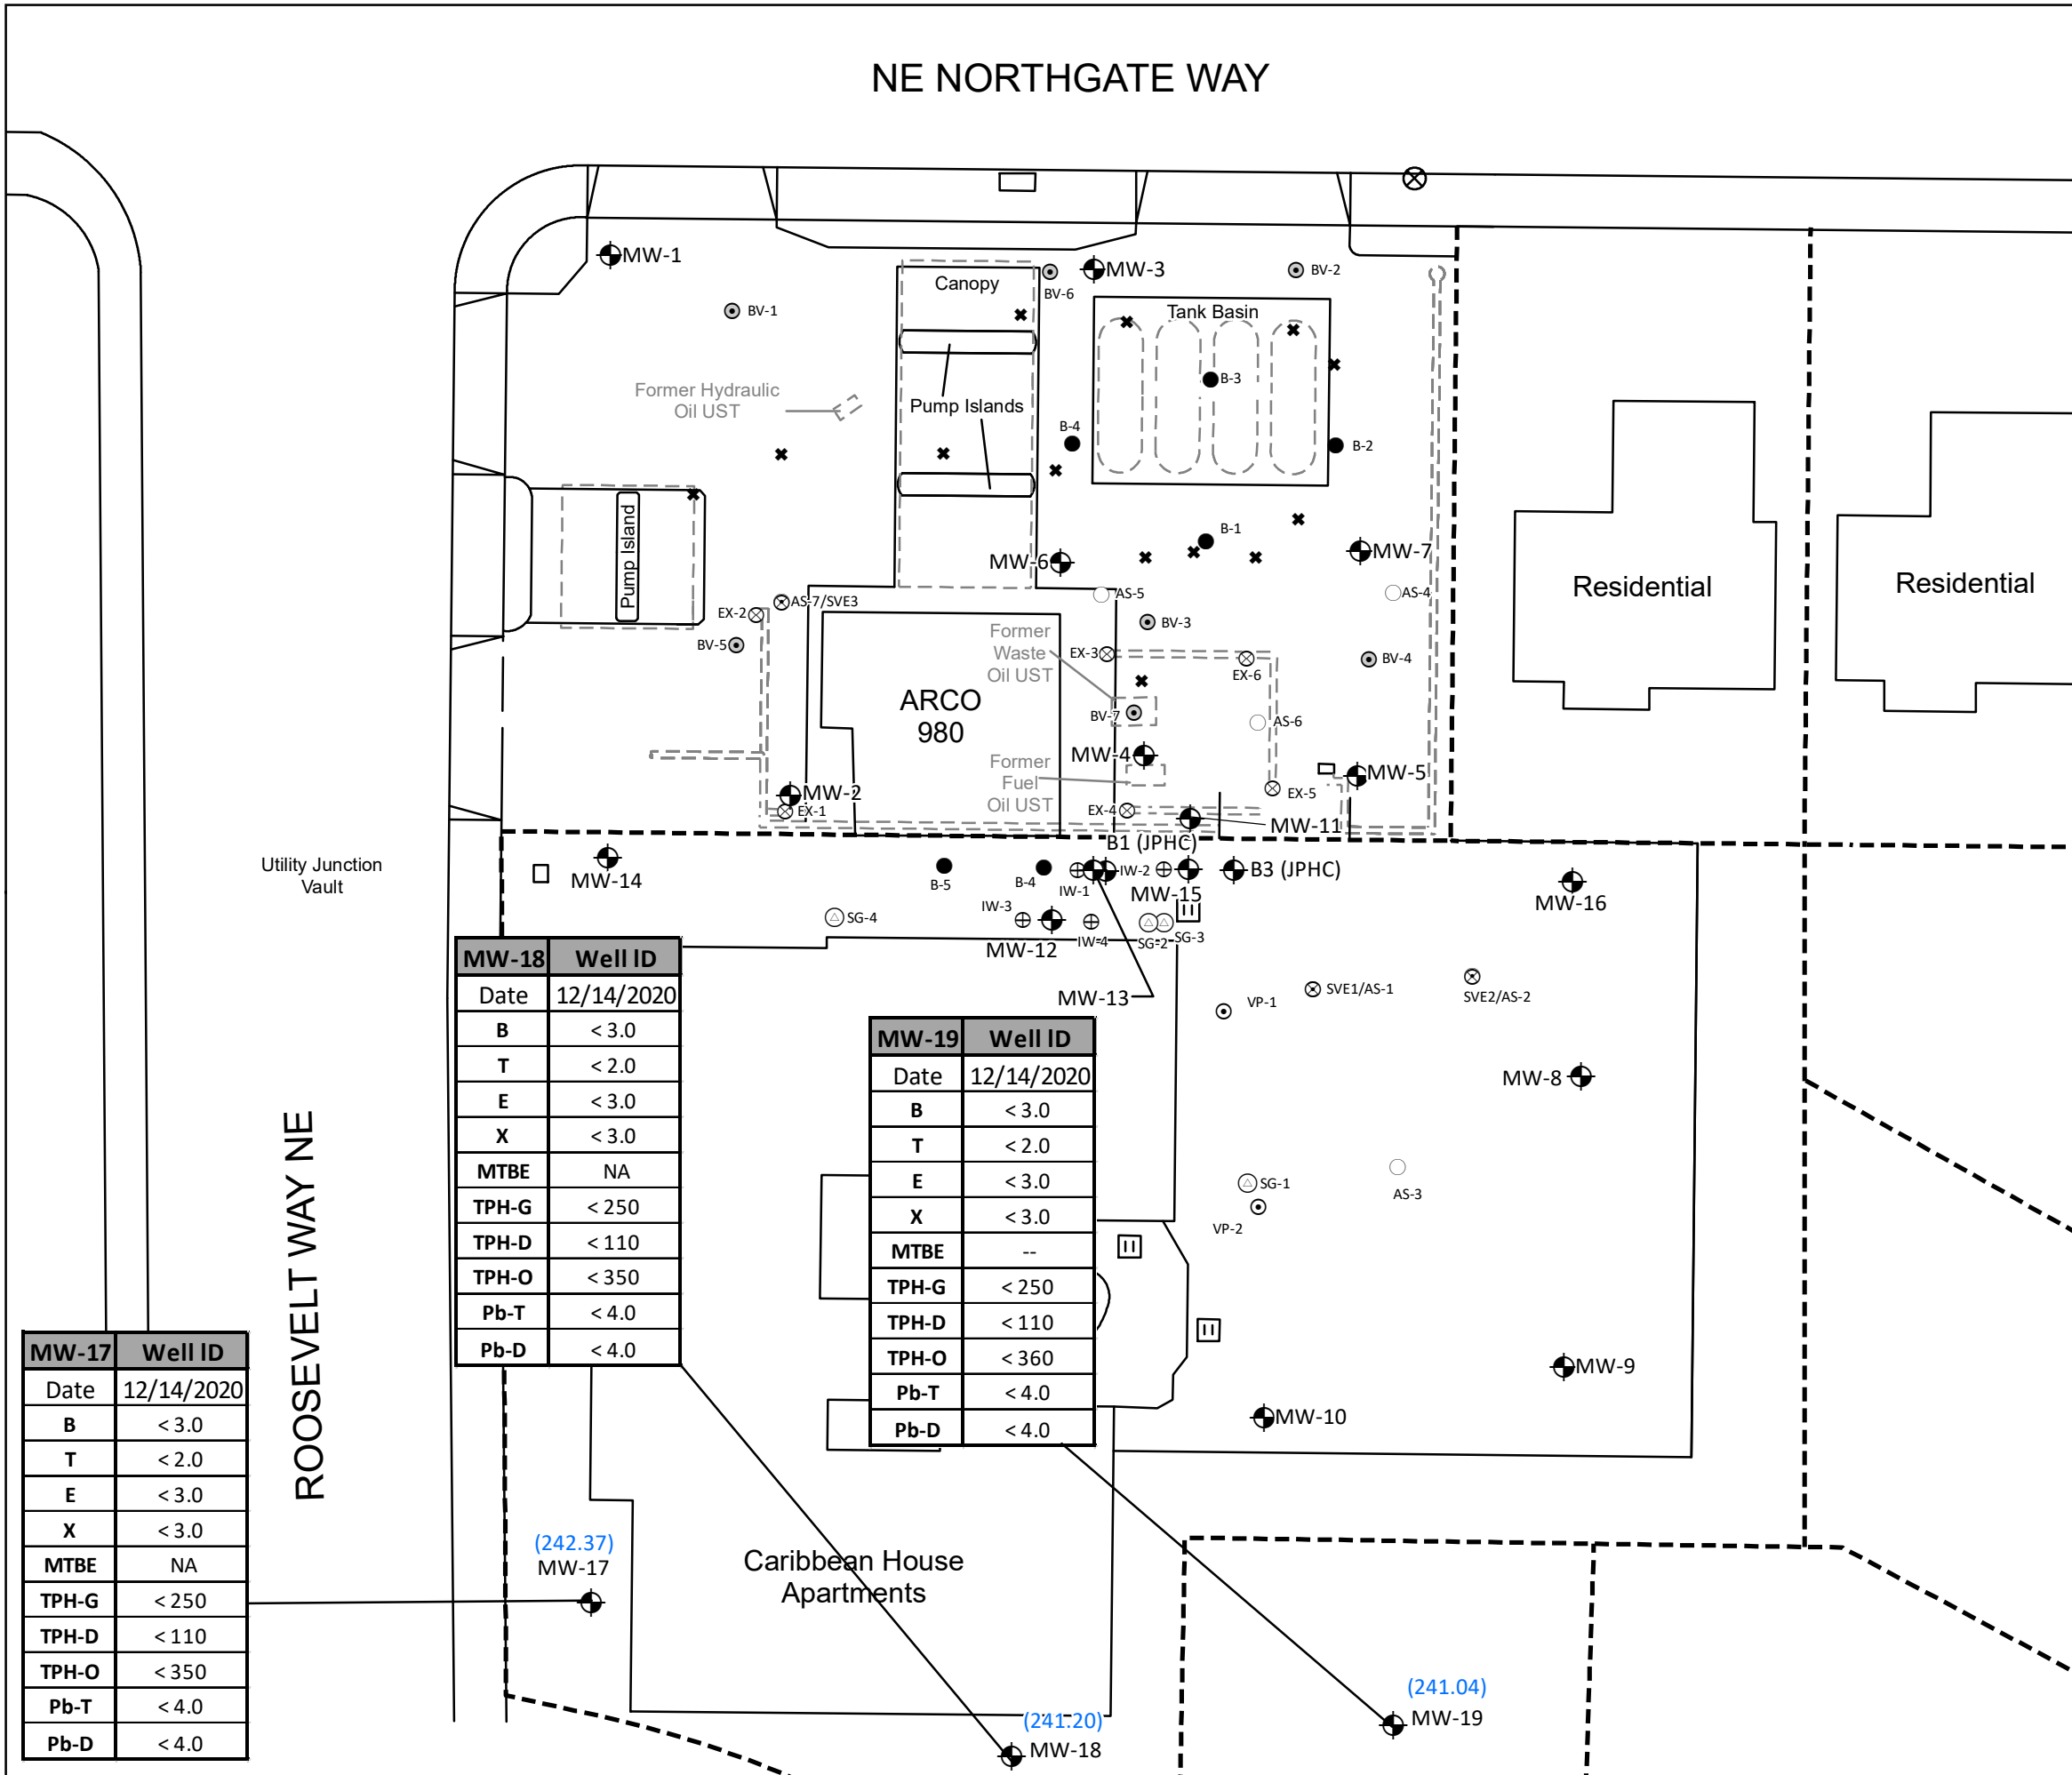 NE NORTHGATE WAY
MW-1
MW-3
BV-2
BV-6
Canopy
BV-1
Tank Basin
B-3
Former Hydraulic
Oil UST
Pump Islands
B-4
B-2
Pump Island
B-1
MW-6
MW-7
AS-7/SVE3
EX-2
AS-5
AS-4
Residential
Residential
BV-3
BV-5
Former
Waste
Oil UST
EX-3
EX-6
BV-4
ARCO
980
BV-7
AS-6
MW-4
MW-5
Former
Fuel
Oil UST
MW-2
EX-1
EX-4
EX-5
MW-11
B1 (JPHC)
Utility Junction
Vault
MW-14
B-5
B-4
IW-1
IW-2
MW-15
B3 (JPHC)
MW-16
SG-4
IW-3
MW-12
IW-4
SG-2
SG-3
MW-13
VP-1
SVE1/AS-1
SVE2/AS-2
MW-8
SG-1
VP-2
AS-3
MW-9
MW-10
MW-18 Well ID
Date 12/14/2020
B < 3.0
T < 2.0
E < 3.0
X < 3.0
MTBE NA
TPH-G < 250
TPH-D < 110
TPH-O < 350
Pb-T < 4.0
Pb-D < 4.0
MW-19 Well ID
Date 12/14/2020
B < 3.0
T < 2.0
E < 3.0
X < 3.0
MTBE --
TPH-G < 250
TPH-D < 110
TPH-O < 360
Pb-T < 4.0
Pb-D < 4.0
ROOSEVELT WAY NE
MW-17 Well ID
Date 12/14/2020
B < 3.0
T < 2.0
E < 3.0
X < 3.0
MTBE NA
TPH-G < 250
TPH-D < 110
TPH-O < 350
Pb-T < 4.0
Pb-D < 4.0
(242.37)
MW-17
Caribbean House
Apartments
(241.20)
MW-18
(241.04)
MW-19